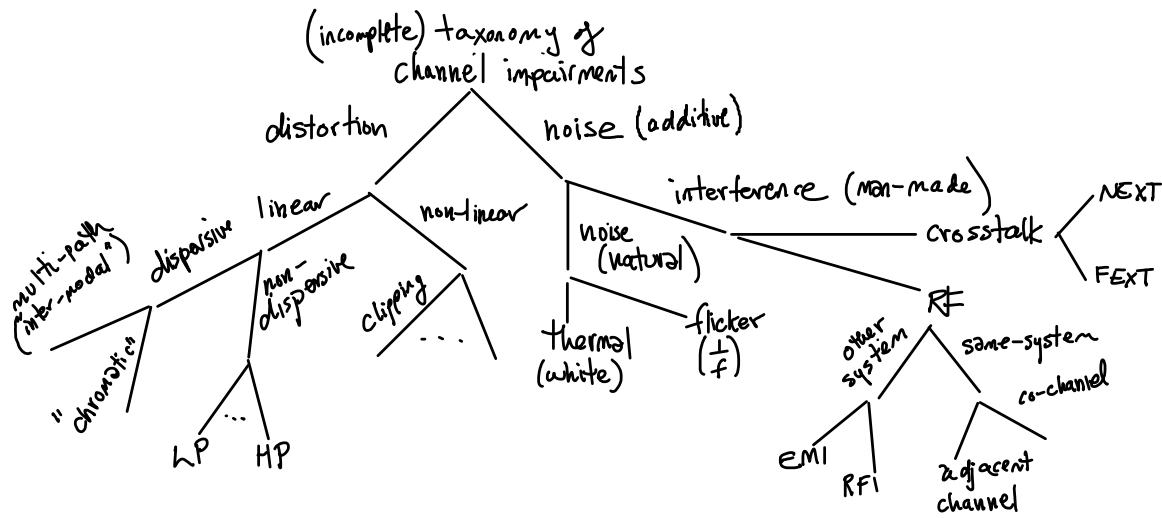 (incomplete) taxonomy of
channel impairments
distortion
noise (additive)
linear
non-linear
dispersive
non-
dispersive
multi-path
("inter-modal")
"chromatic"
LP
...
HP
clipping
...
noise
(natural)
thermal
(white)
flicker
(1/f)
interference (man-made)
crosstalk
NEXT
FEXT
RF
other
system
same-system
EMI
RFI
co-channel
adjacent
channel